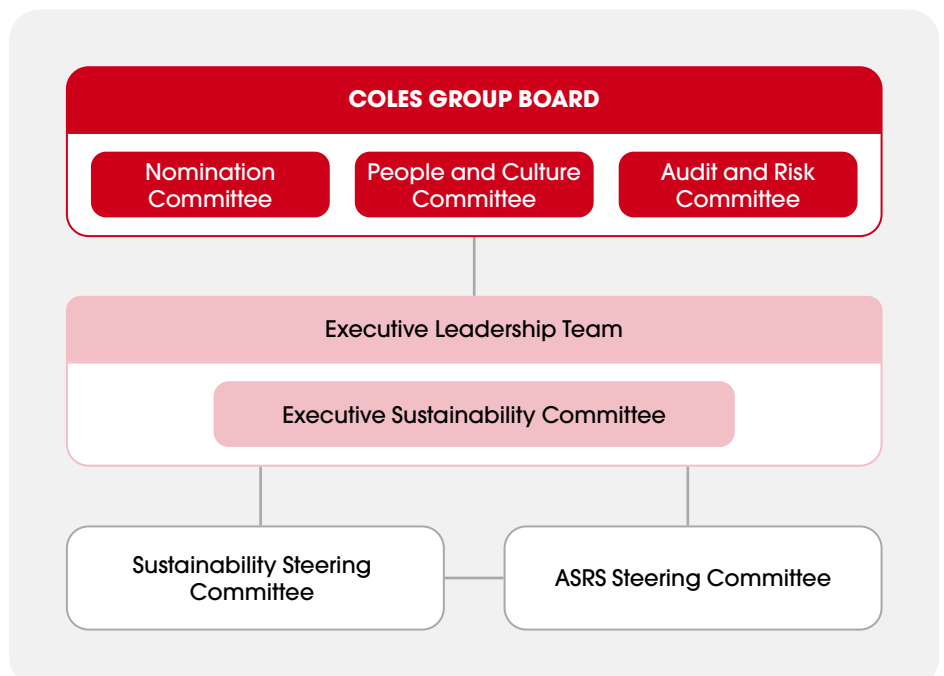 COLES GROUP BOARD
Nomination
Committee
People and Culture
Committee
Audit and Risk
Committee
Executive Leadership Team
Executive Sustainability Committee
Sustainability Steering
Committee
ASRS Steering Committee